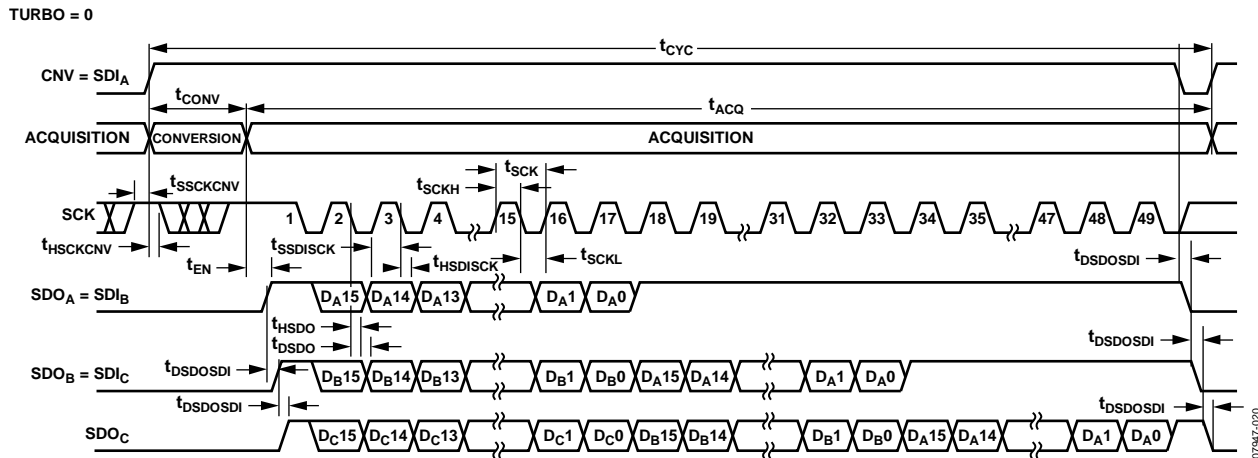 TURBO = 0
tCYC
CNV = SDIA
tCONV
tACQ
ACQUISITION
CONVERSION
ACQUISITION
tSSCKCNV
tSCK
tSCKH
SCK
1 2 3 4 15 16 17 18 19 31 32 33 34 35 47 48 49
tHSCKCNV
tSSDISCK
tHSDISCK
tSCKL
tEN
tDSDOSDI
SDOA = SDIB
DA15 DA14 DA13 DA1 DA0
tHSDO
tDSDO
tDSDOSDI
tDSDOSDI
SDOB = SDIC
DB15 DB14 DB13 DB1 DB0 DA15 DA14 DA1 DA0
tDSDOSDI
tDSDOSDI
SDOC
DC15 DC14 DC13 DC1 DC0 DB15 DB14 DB1 DB0 DA15 DA14 DA1 DA0
07947-020